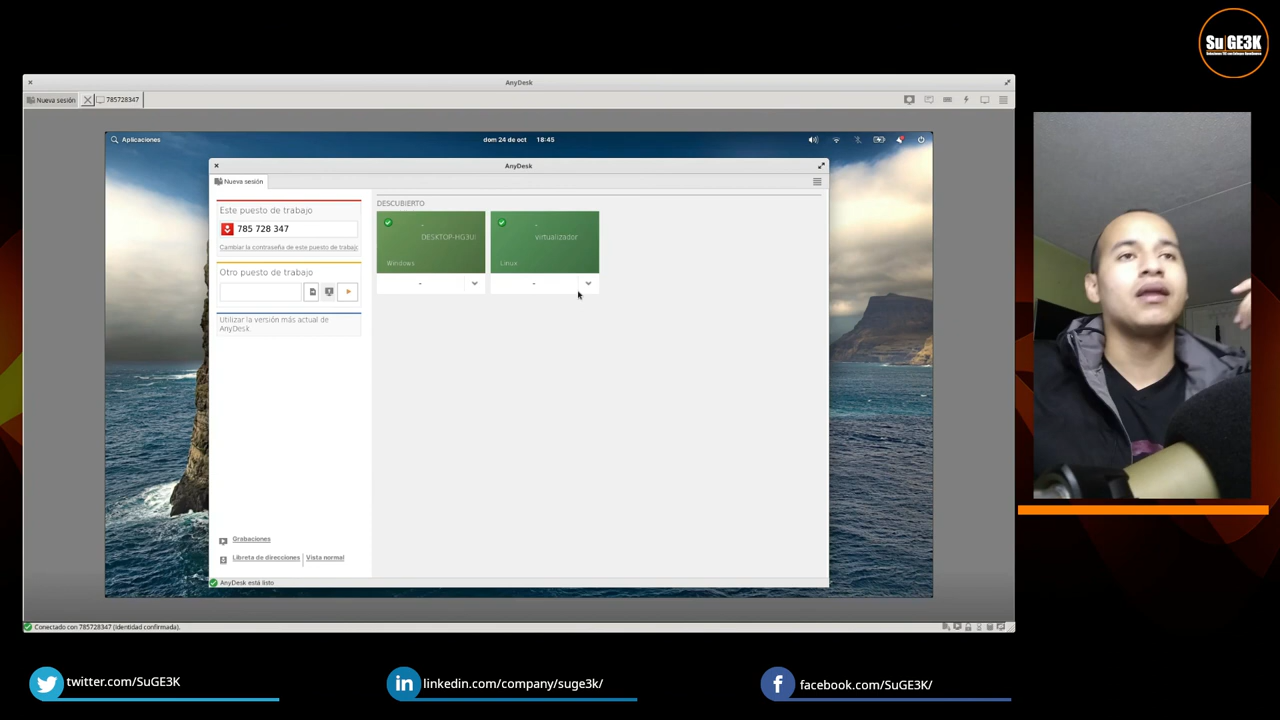 Su GE3K
AnyDesk
Nueva sesión
785728347
Aplicaciones
dom 24 de oct 18:45
AnyDesk
Nueva sesión
Este puesto de trabajo
785 728 347
Cambiar la contraseña de este puesto de trabajo
Otro puesto de trabajo
Utilizar la versión más actual de
AnyDesk
Grabaciones
Libreta de direcciones
Vista normal
AnyDesk está listo
DESCUBIERTO
-
DESKTOP-HG3UI
Windows
-
-
virtualizador
Linux
-
Conectado con 785728347 (Identidad confirmada).
twitter.com/SuGE3K
in
linkedin.com/company/suge3k/
f
facebook.com/SuGE3K/